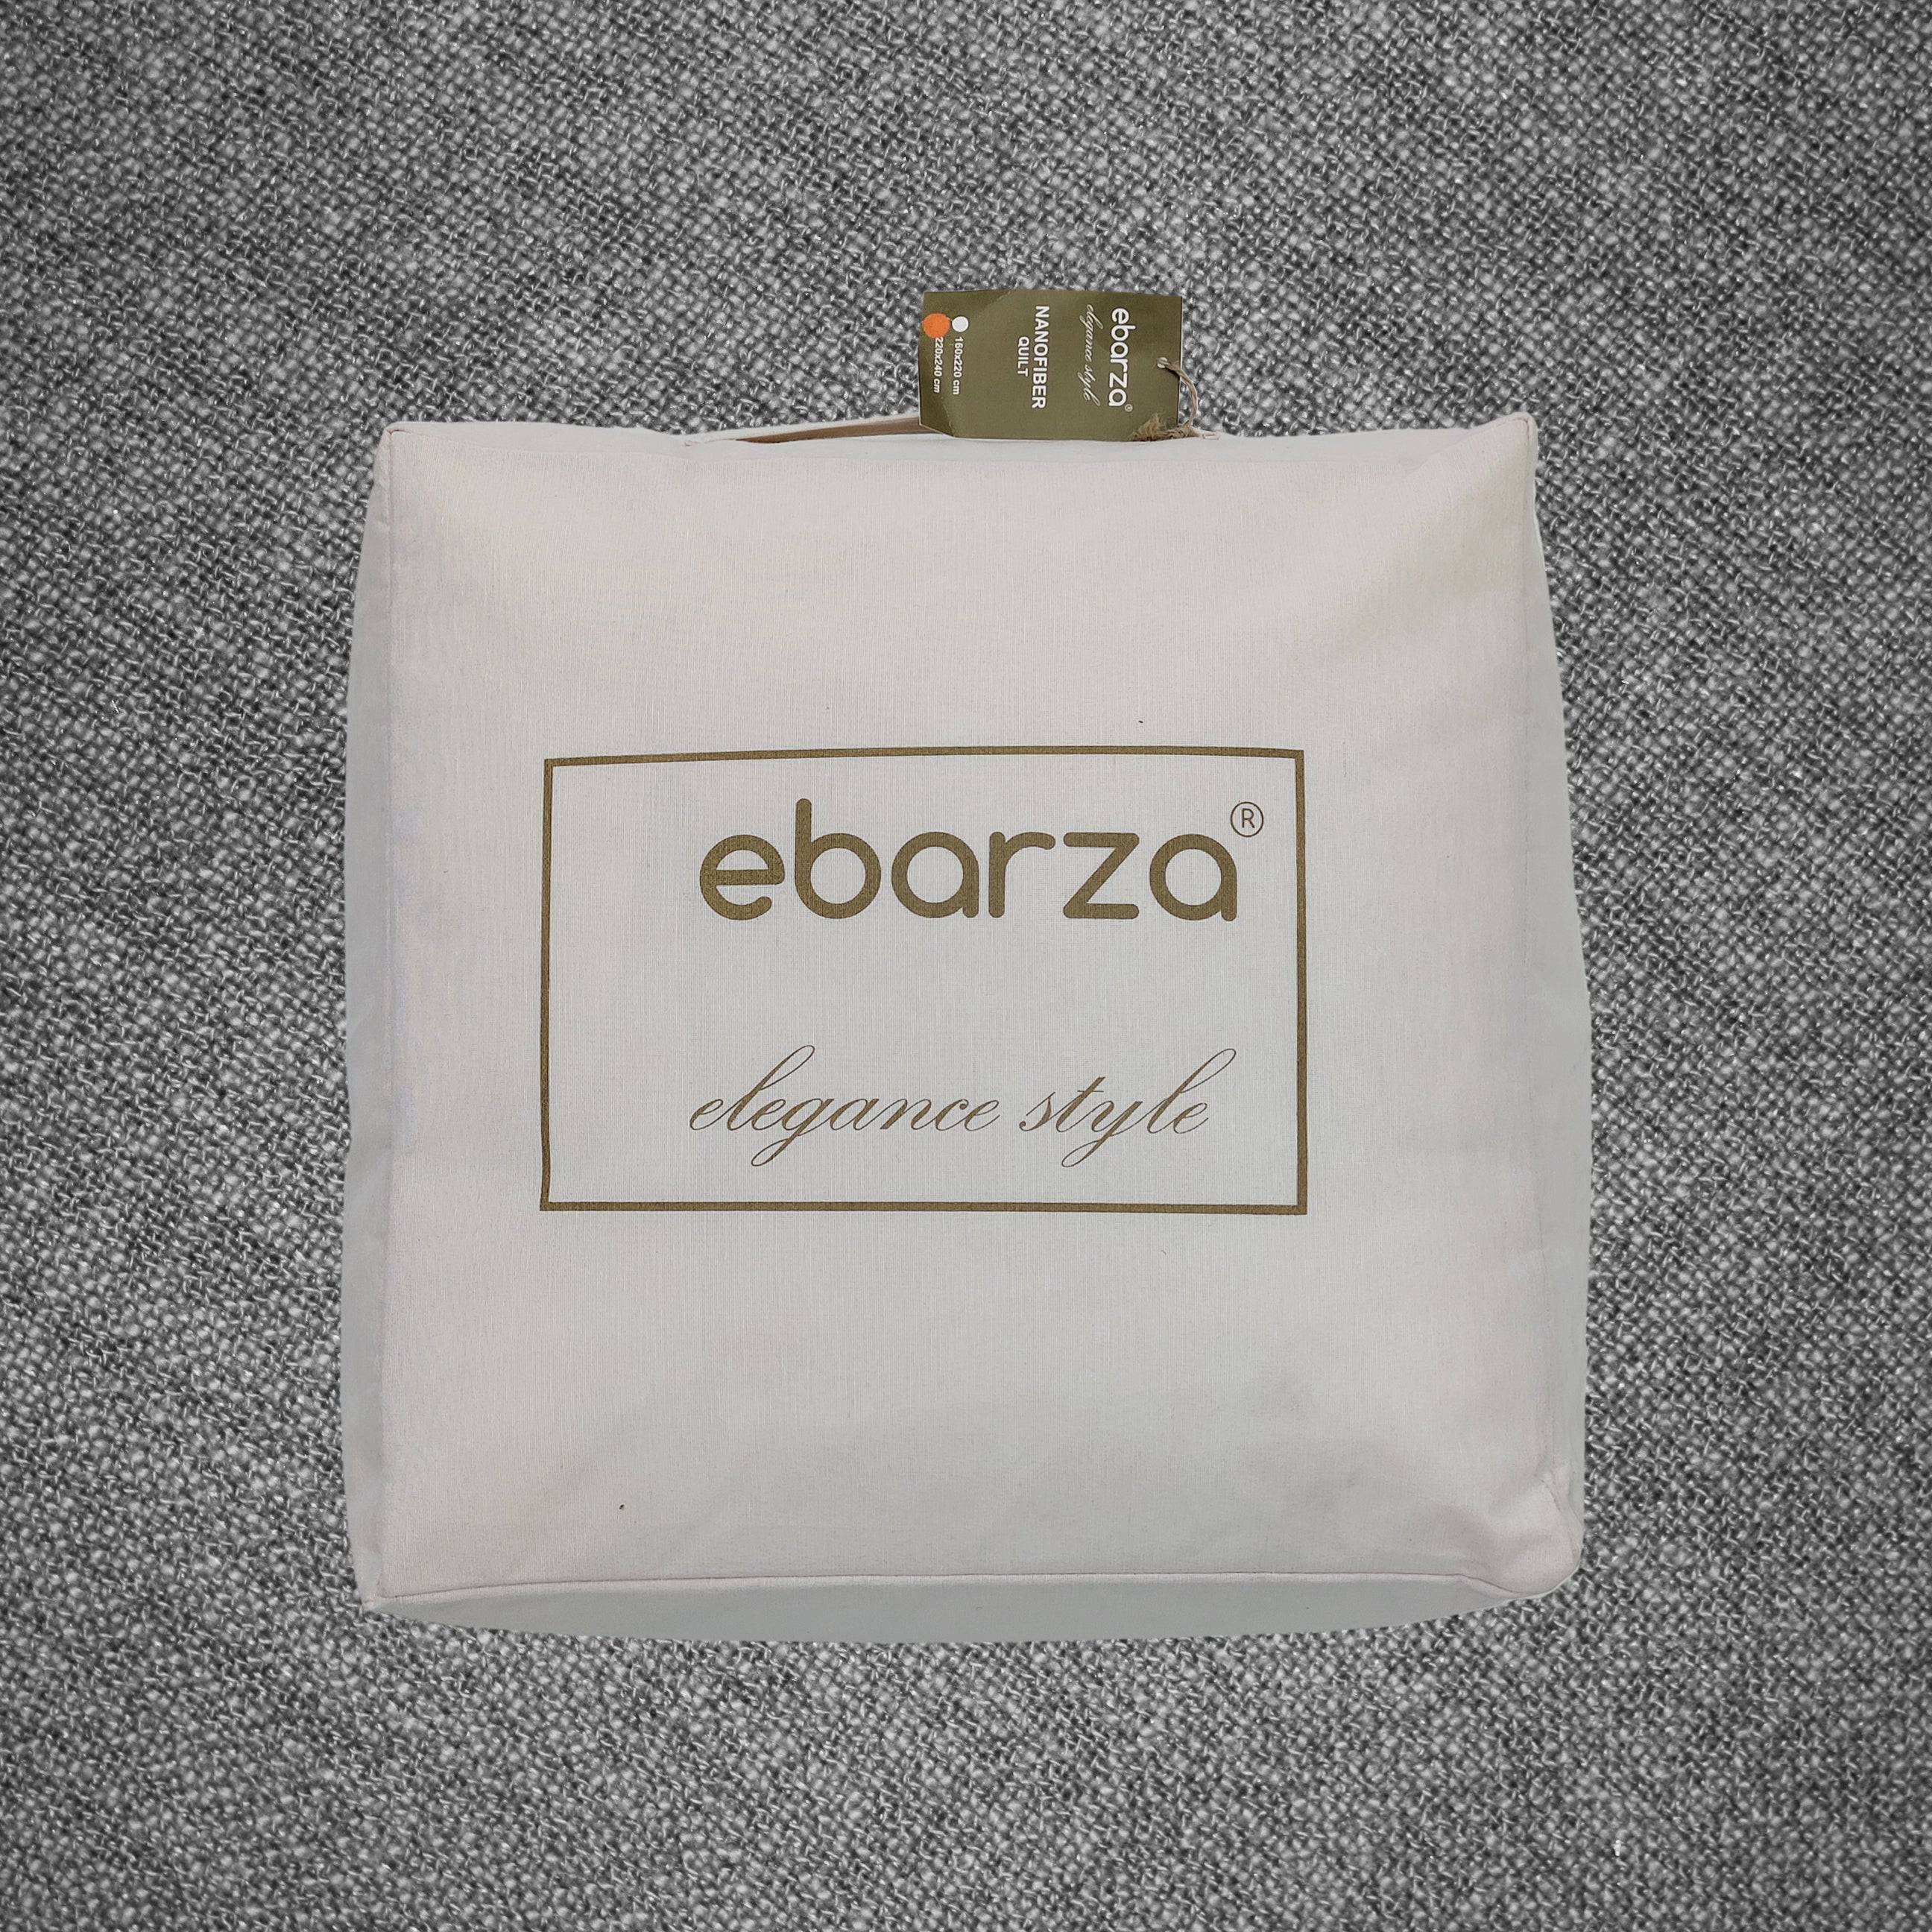 ebarza®
elegance style
NANOFIBER
QUILT
160x220 cm
220x240 cm
ebarza®
elegance style